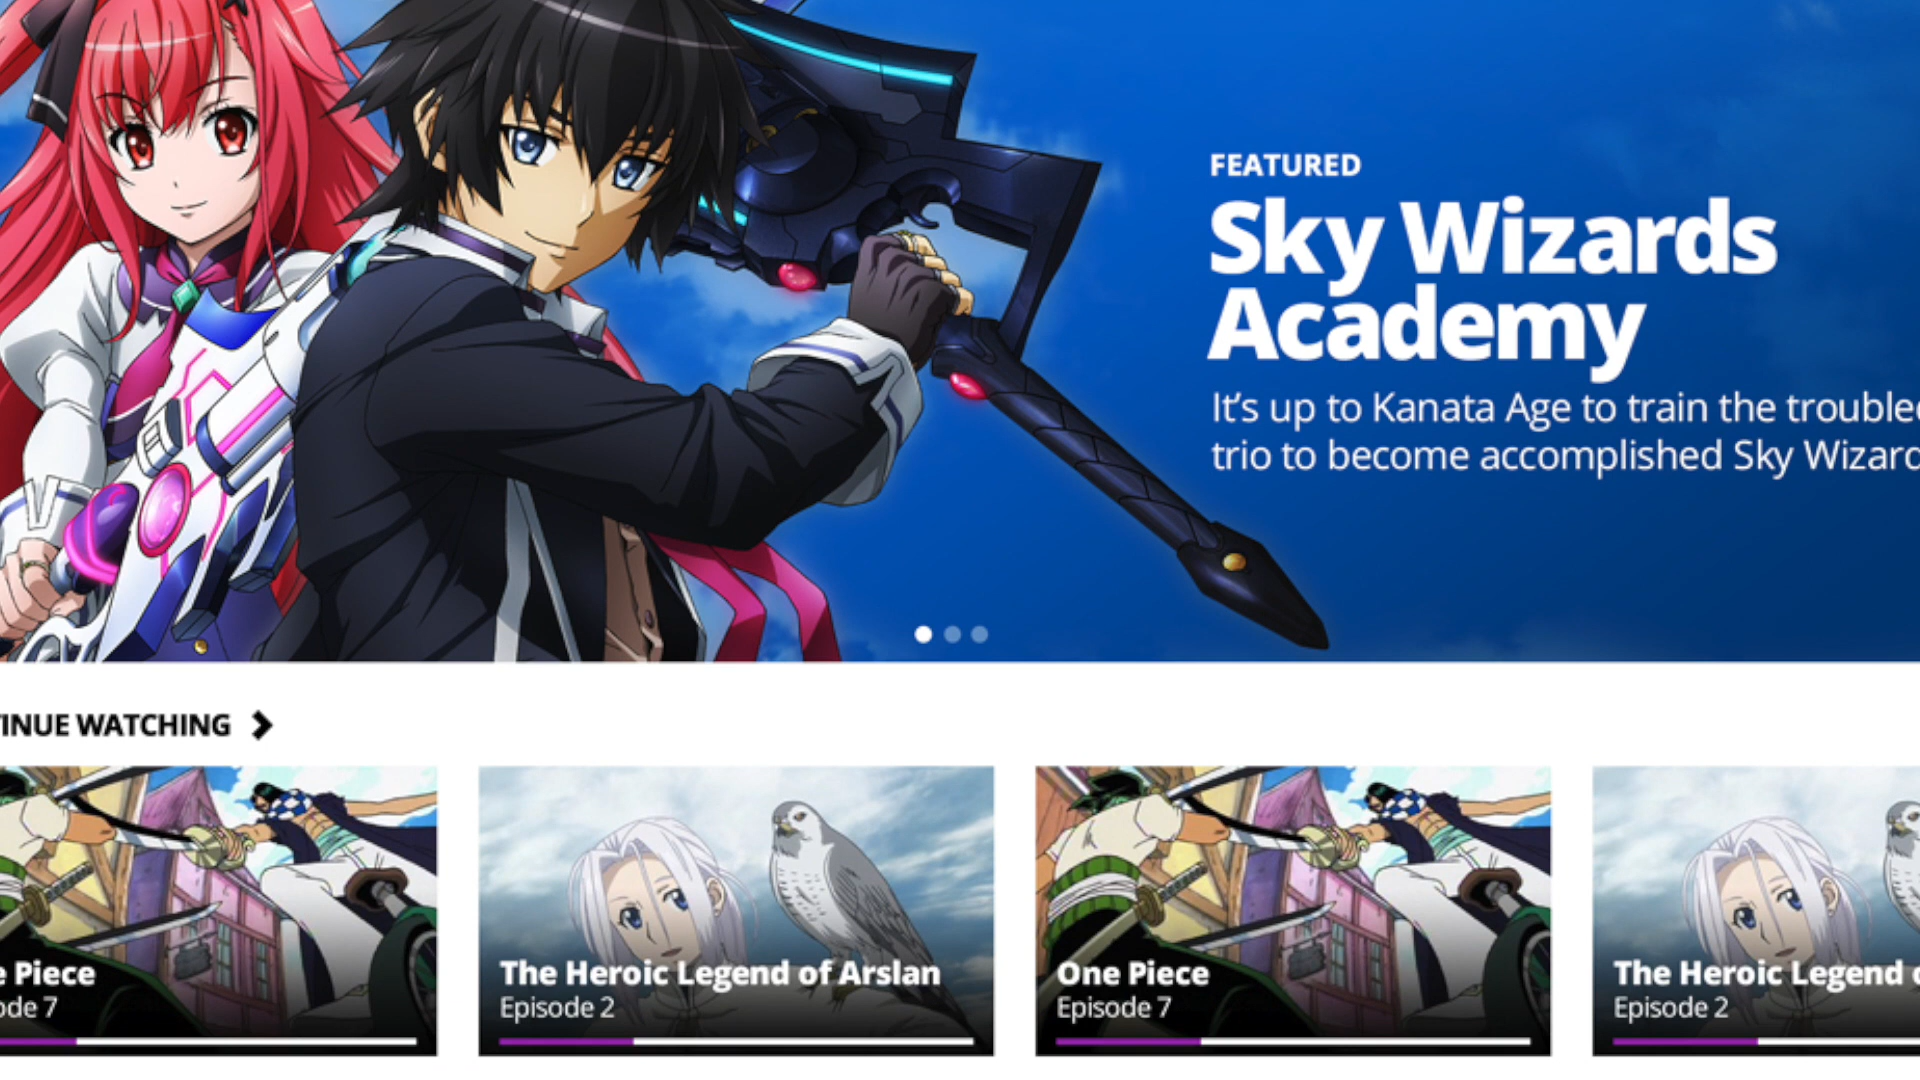 FEATURED
Sky Wizards
Academy
It's up to Kanata Age to train the trouble
trio to become accomplished Sky Wizard
TINUE WATCHING
e Piece
ode 7
The Heroic Legend of Arslan
Episode 2
One Piece
Episode 7
The Heroic Legend
Episode 2